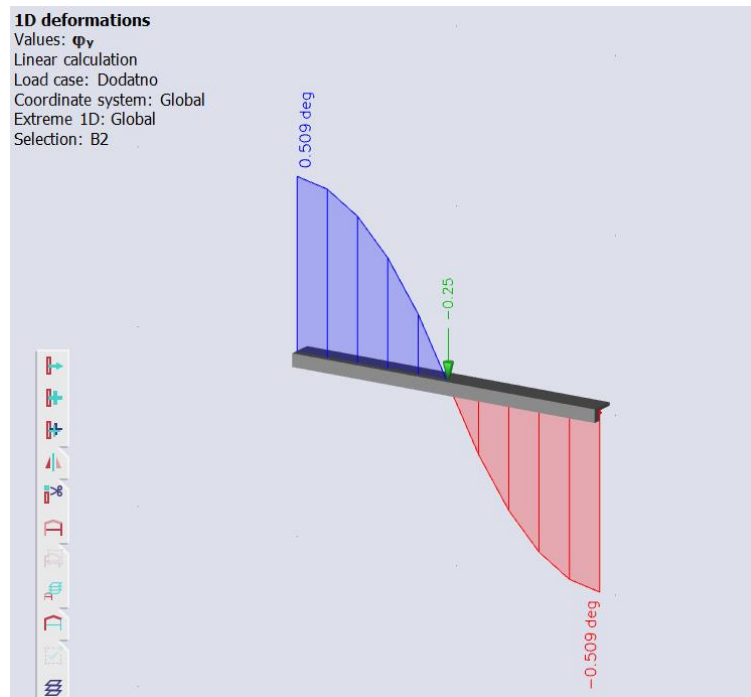 1D deformations
Values: φy
Linear calculation
Load case: Dodatno
Coordinate system: Global
Extreme 1D: Global
Selection: B2
0.509 deg
-0.25
-0.509 deg